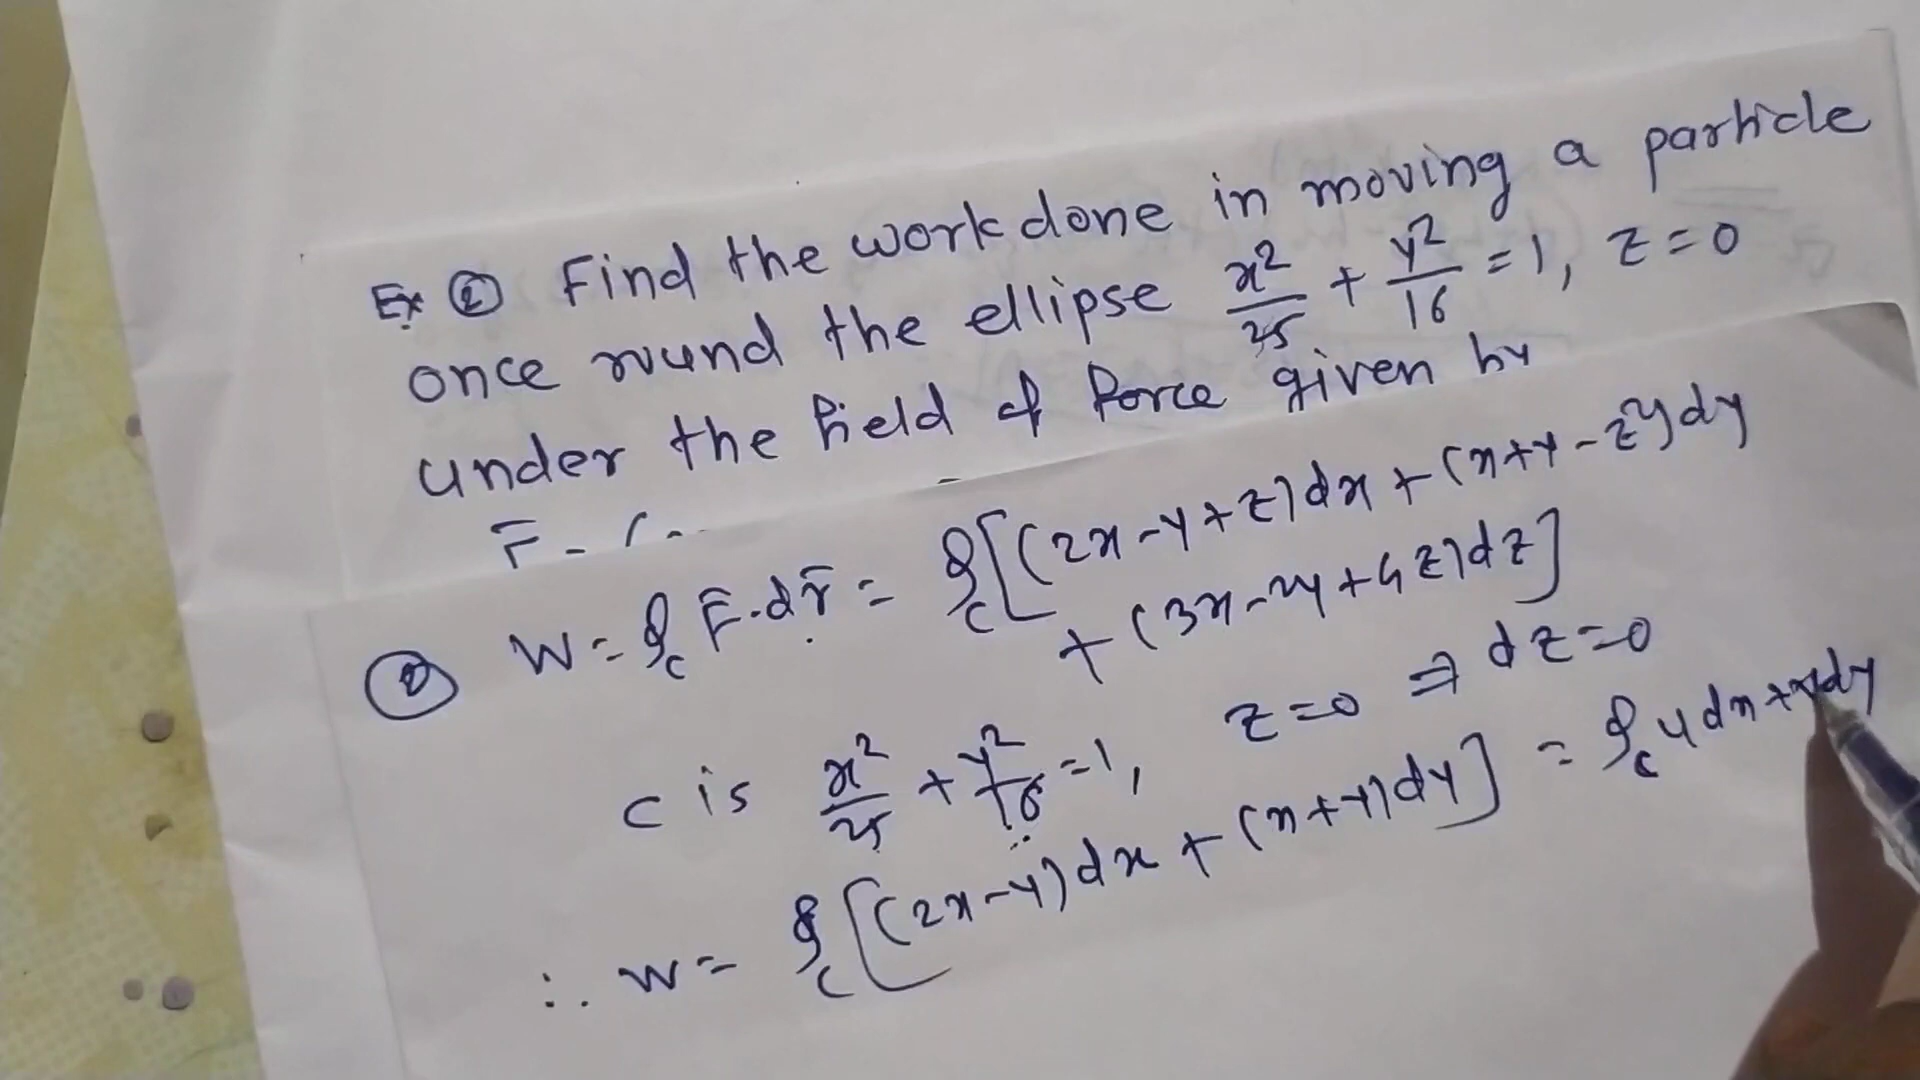 Ex ② Find the work done in moving a particle
once round the ellipse x²/25 + y²/16 = 1, z=0
under the field of force given by
F̄ = (
② W = ∮c F̄.dr̄ = ∮c [(2x-y+z)dx + (x+y-z²)dy
+ (3x-2y+4z)dz]
c is x²/25 + y²/16 = 1, z=0 ⇒ dz=0
∴ W = ∮c [(2x-y)dx + (x+y)dy] = ∮c u dx + v dy